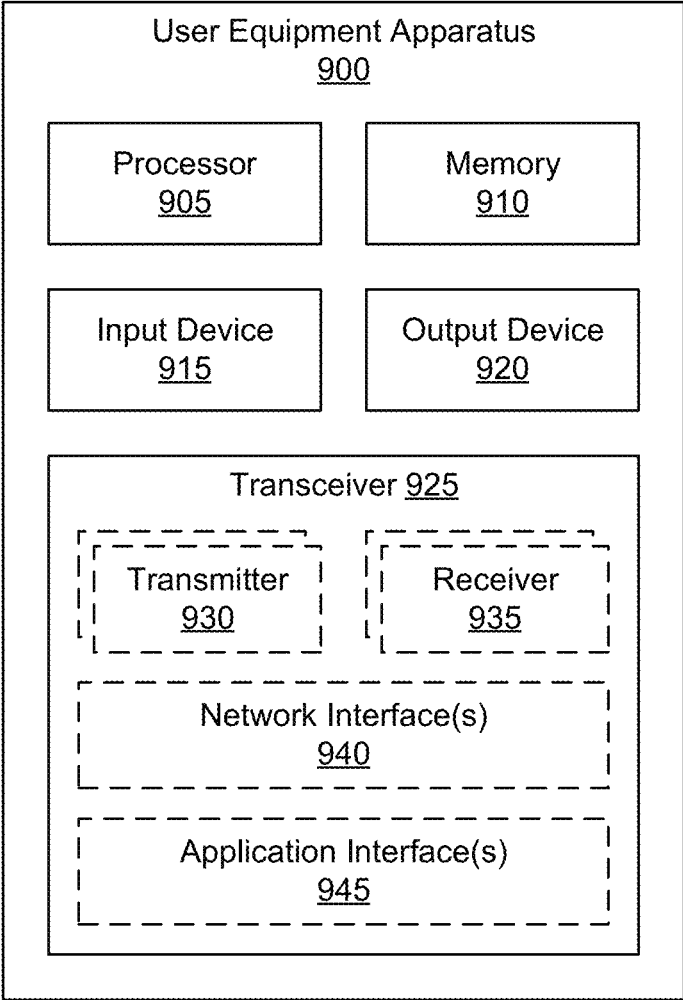 User Equipment Apparatus
900
Processor
905
Memory
910
Input Device
915
Output Device
920
Transceiver 925
Transmitter
930
Receiver
935
Network Interface(s)
940
Application Interface(s)
945